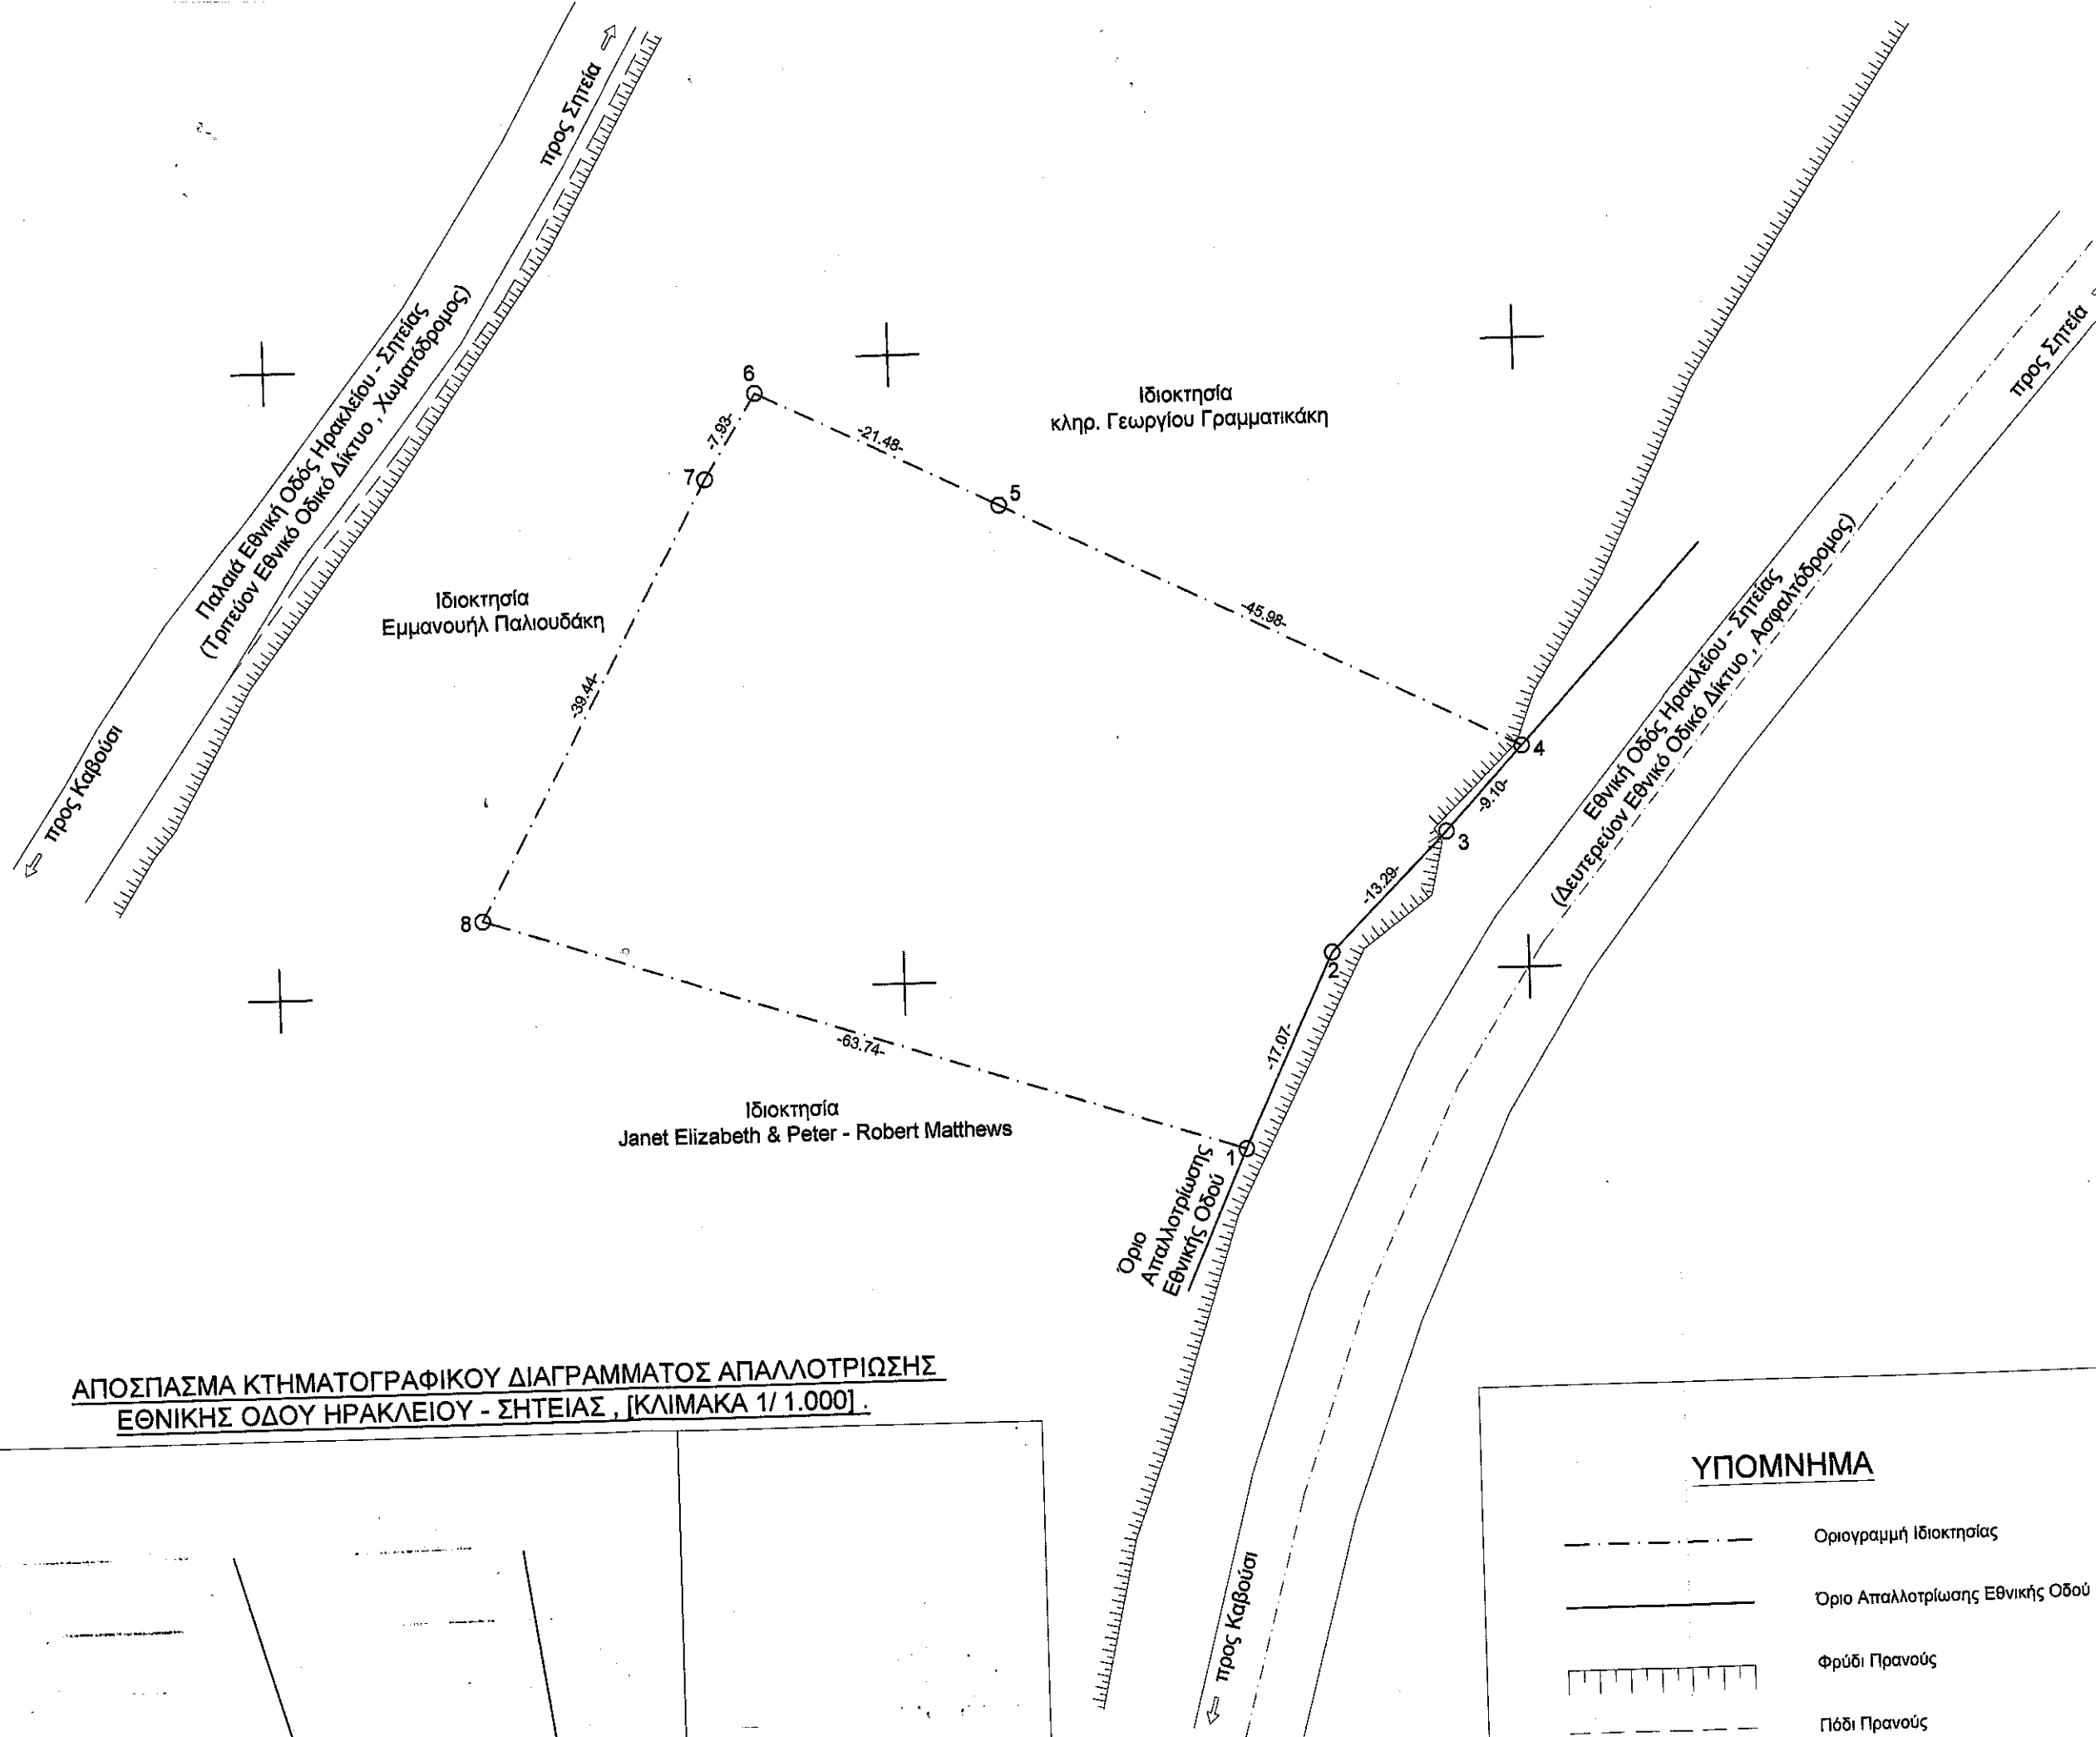 προς Σητεία
Παλαιά Εθνική Οδός Ηρακλείου - Σητείας
(Τριτεύον Εθνικό Οδικό Δίκτυο , Χωματόδρομος)
προς Καβούσι
6
-7.93-
7
-21.48-
5
Ιδιοκτησία
κληρ. Γεωργίου Γραμματικάκη
προς Σητεία
Ιδιοκτησία
Εμμανουήλ Παλιουδάκη
-39.44-
-45.98-
4
-9.10-
3
-13.29-
2
Εθνική Οδός Ηρακλείου - Σητείας
(Δευτερεύον Εθνικό Οδικό Δίκτυο , Ασφαλτόδρομος)
8
-63.74-
-17.07-
1
Ιδιοκτησία
Janet Elizabeth & Peter - Robert Matthews
Όριο
Απαλλοτρίωσης
Εθνικής Οδού
προς Καβούσι
ΑΠΟΣΠΑΣΜΑ ΚΤΗΜΑΤΟΓΡΑΦΙΚΟΥ ΔΙΑΓΡΑΜΜΑΤΟΣ ΑΠΑΛΛΟΤΡΙΩΣΗΣ
ΕΘΝΙΚΗΣ ΟΔΟΥ ΗΡΑΚΛΕΙΟΥ - ΣΗΤΕΙΑΣ , [ΚΛΙΜΑΚΑ 1/ 1.000] .
ΥΠΟΜΝΗΜΑ
Οριογραμμή Ιδιοκτησίας
Όριο Απαλλοτρίωσης Εθνικής Οδού
Φρύδι Πρανούς
Πόδι Πρανούς